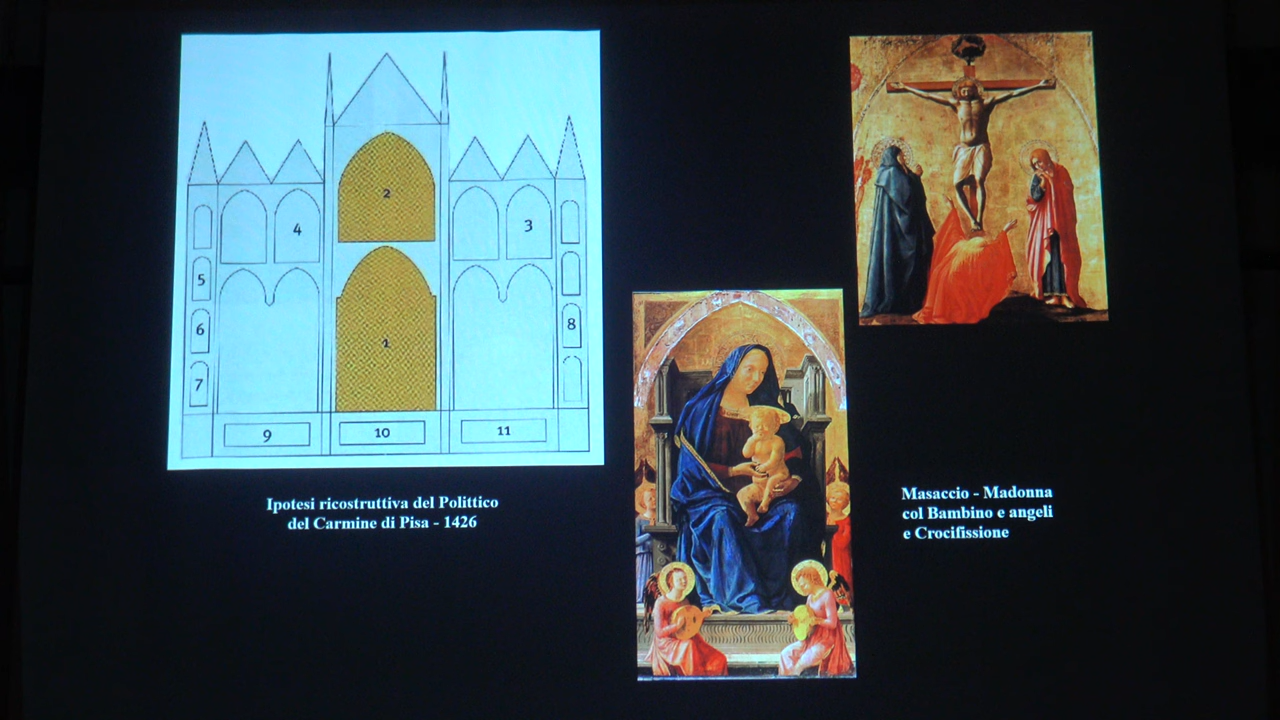 2
4
3
5
1
6
8
7
9
10
11
Ipotesi ricostruttiva del Polittico
del Carmine di Pisa - 1426
Masaccio - Madonna
col Bambino e angeli
e Crocifissione